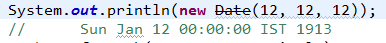 System.out.println(new Date(12, 12, 12));
// Sun Jan 12 00:00:00 IST 1913